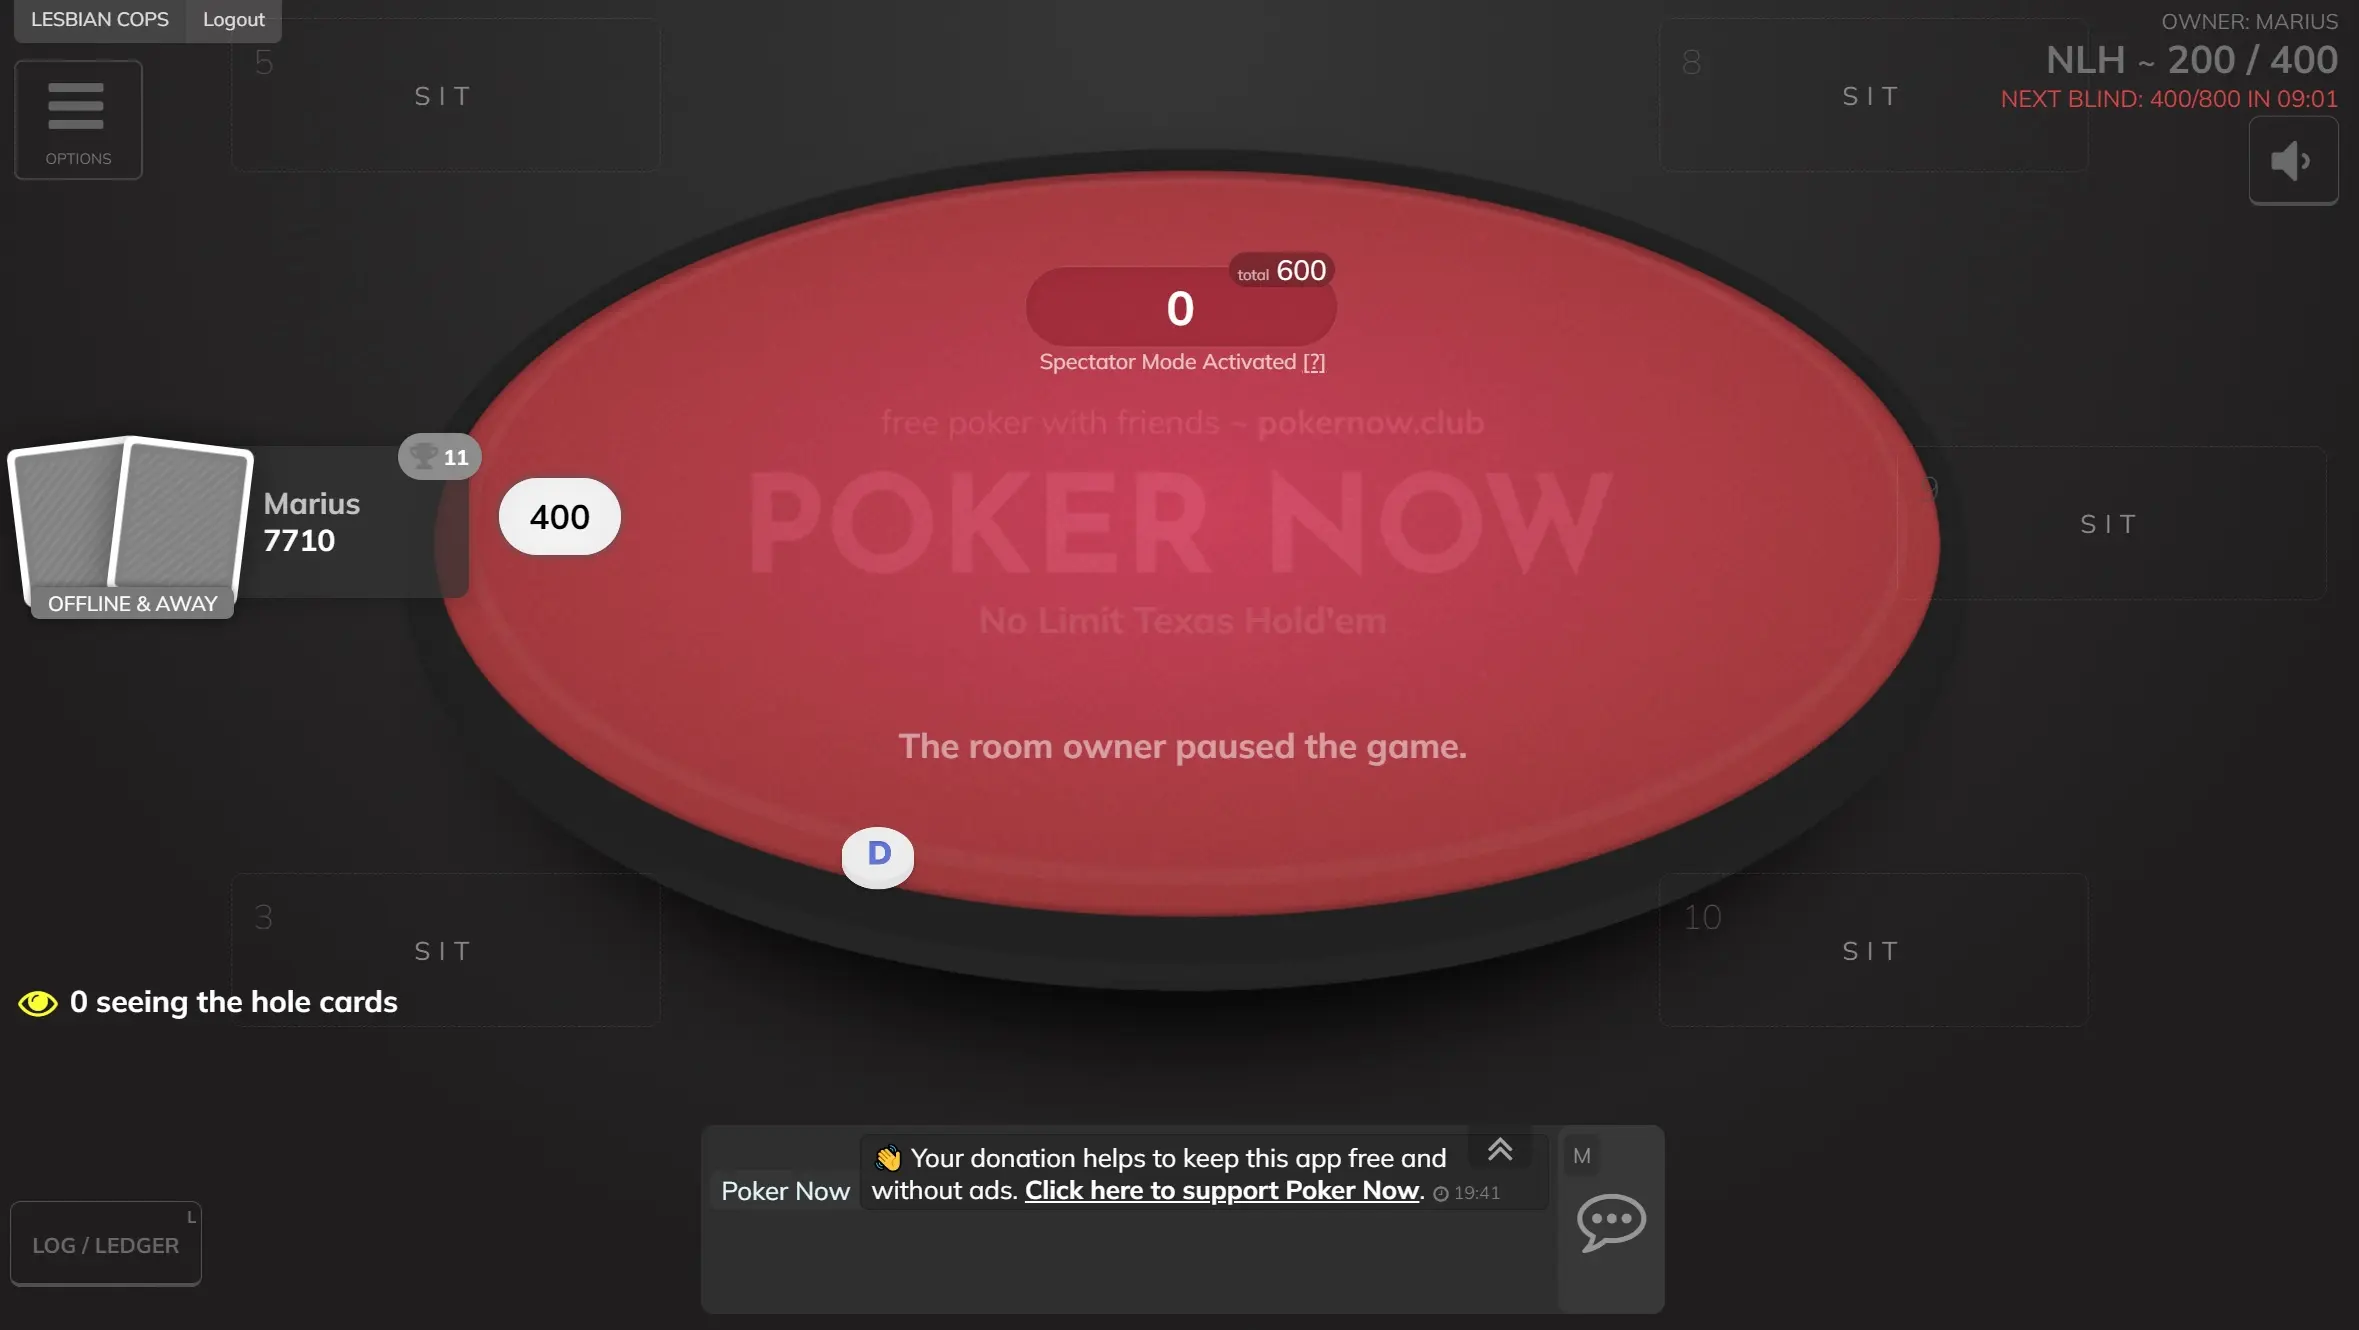 LESBIAN COPS
Logout
OWNER: MARIUS
NLH ~ 200 / 400
NEXT BLIND: 400/800 IN 09:01
OPTIONS
5
SIT
8
SIT
total 600
0
Spectator Mode Activated [?]
free poker with friends ~ pokernow.club
POKER NOW
No Limit Texas Hold'em
11
Marius
7710
OFFLINE & AWAY
400
9
SIT
The room owner paused the game.
D
3
SIT
10
SIT
0 seeing the hole cards
Poker Now
👋 Your donation helps to keep this app free and
without ads. Click here to support Poker Now. 19:41
M
L
LOG / LEDGER